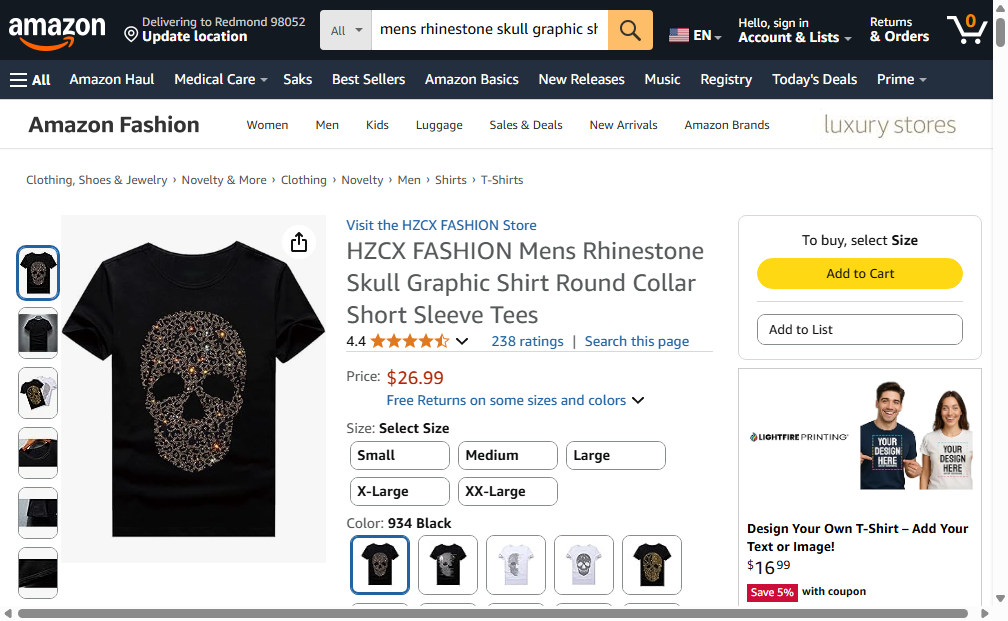 amazon
Delivering to Redmond 98052
Update location
All
mens rhinestone skull graphic sh
EN
Hello, sign in
Account & Lists
Returns
& Orders
0
All
Amazon Haul
Medical Care
Saks
Best Sellers
Amazon Basics
New Releases
Music
Registry
Today's Deals
Prime
Amazon Fashion
Women
Men
Kids
Luggage
Sales & Deals
New Arrivals
Amazon Brands
luxury stores
Clothing, Shoes & Jewelry › Novelty & More › Clothing › Novelty › Men › Shirts › T-Shirts
Visit the HZCX FASHION Store
HZCX FASHION Mens Rhinestone
Skull Graphic Shirt Round Collar
Short Sleeve Tees
4.4
238 ratings | Search this page
Price: $26.99
Free Returns on some sizes and colors
Size: Select Size
Small
Medium
Large
X-Large
XX-Large
Color: 934 Black
To buy, select Size
Add to Cart
Add to List
LIGHTFIRE PRINTING
YOUR
DESIGN
HERE
YOUR
DESIGN
HERE
Design Your Own T-Shirt – Add Your
Text or Image!
$16.99
Save 5% with coupon